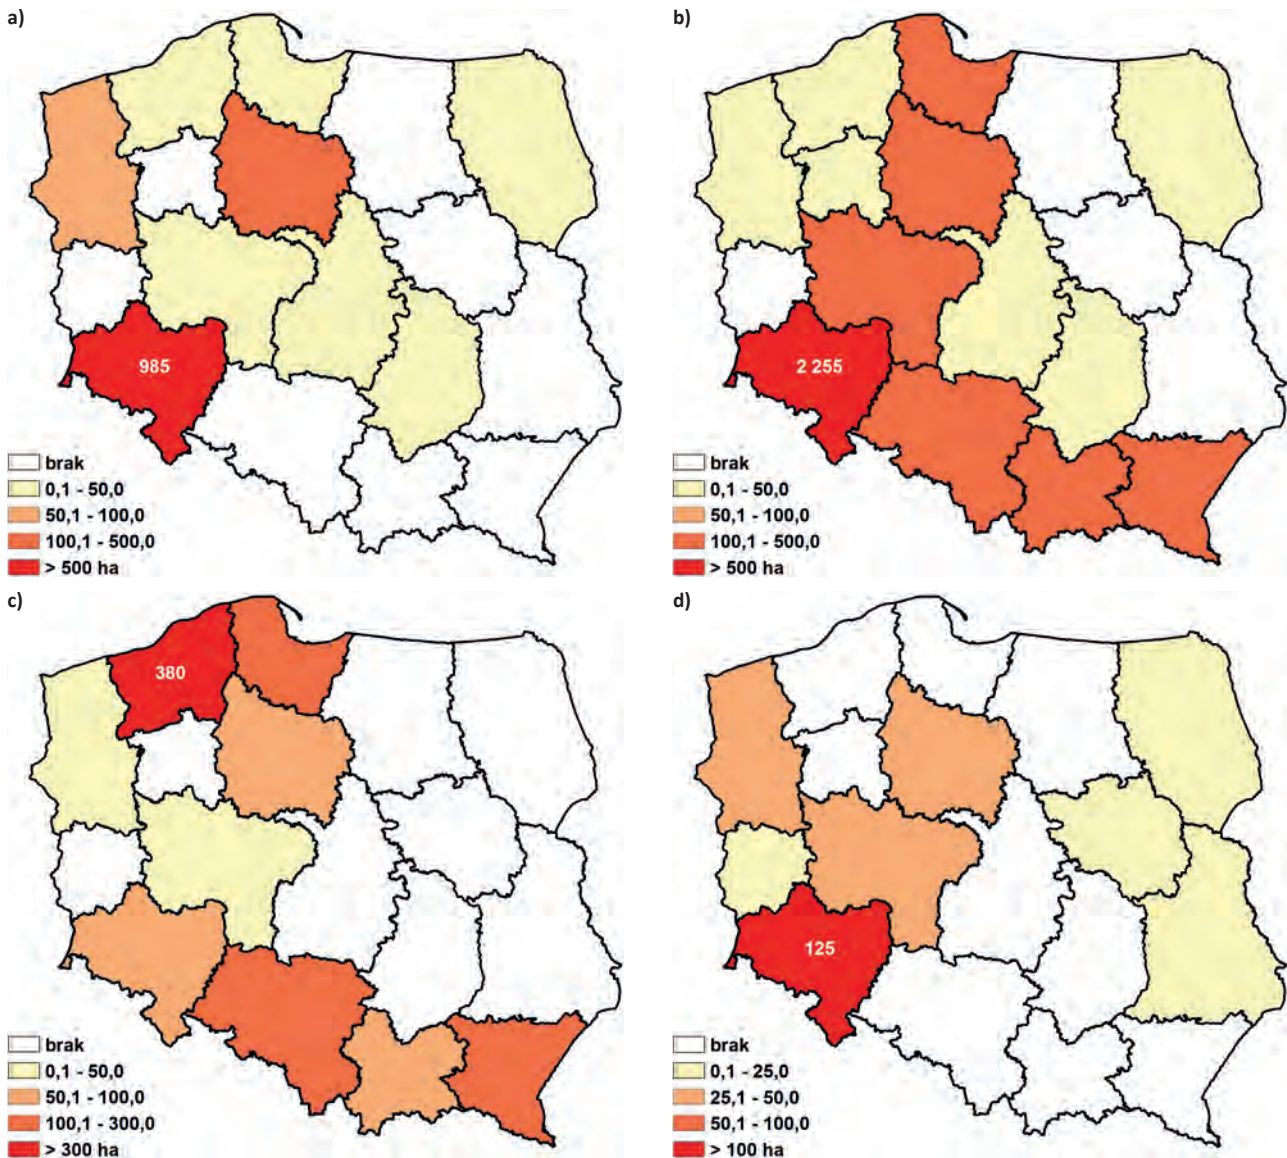 a)
985
brak
0,1 - 50,0
50,1 - 100,0
100,1 - 500,0
> 500 ha
b)
2 255
brak
0,1 - 50,0
50,1 - 100,0
100,1 - 500,0
> 500 ha
c)
380
brak
0,1 - 50,0
50,1 - 100,0
100,1 - 300,0
> 300 ha
d)
125
brak
0,1 - 25,0
25,1 - 50,0
50,1 - 100,0
> 100 ha